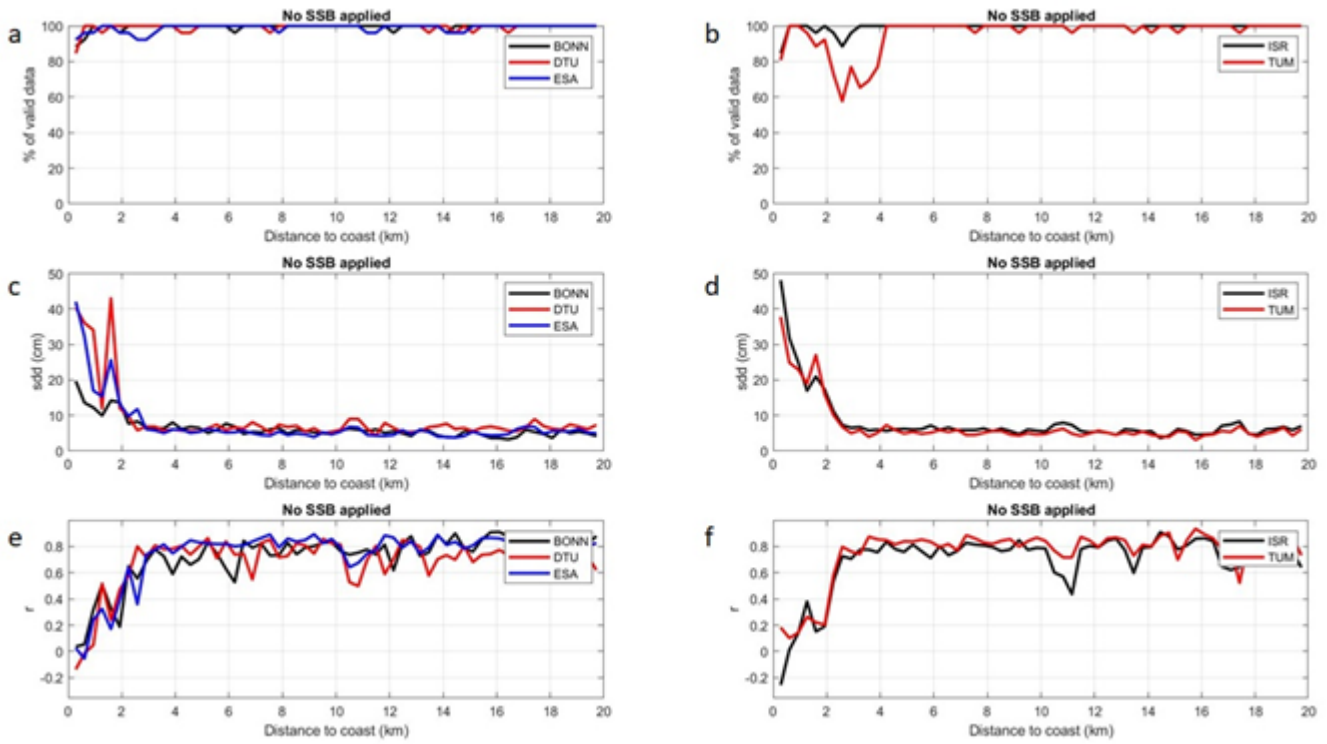 a
No SSB applied
100
80
60
40
20
0
% of valid data
BONN
DTU
ESA
0 2 4 6 8 10 12 14 16 18 20
Distance to coast (km)
b
No SSB applied
100
80
60
40
20
0
% of valid data
ISR
TUM
0 2 4 6 8 10 12 14 16 18 20
Distance to coast (km)
c
No SSB applied
50
40
30
20
10
0
sdd (cm)
BONN
DTU
ESA
0 2 4 6 8 10 12 14 16 18 20
Distance to coast (km)
d
No SSB applied
50
40
30
20
10
0
sdd (cm)
ISR
TUM
0 2 4 6 8 10 12 14 16 18 20
Distance to coast (km)
e
No SSB applied
0.8
0.6
0.4
0.2
0
-0.2
r
BONN
DTU
ESA
0 2 4 6 8 10 12 14 16 18 20
Distance to coast (km)
f
No SSB applied
0.8
0.6
0.4
0.2
0
-0.2
r
ISR
TUM
0 2 4 6 8 10 12 14 16 18 20
Distance to coast (km)